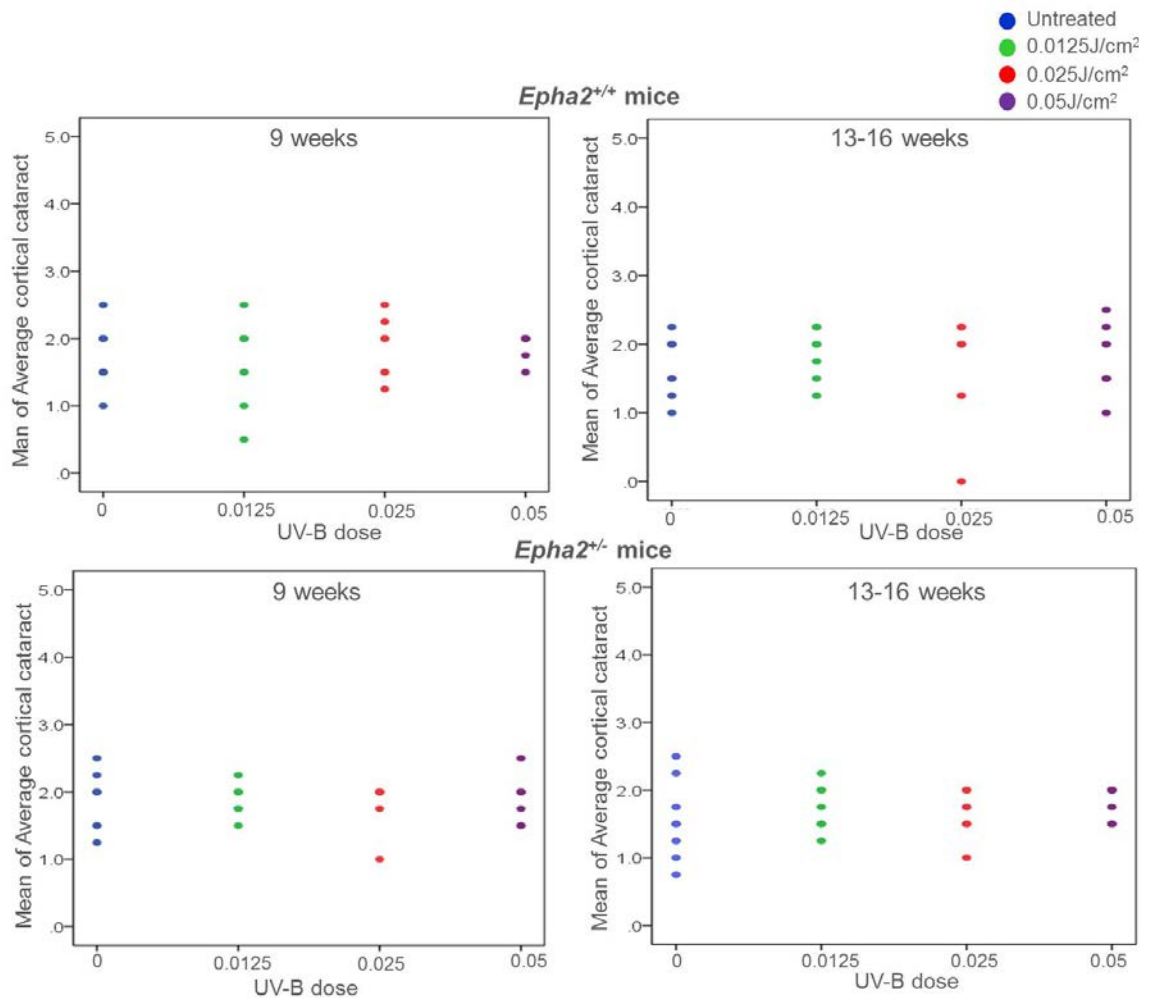 Untreated
0.0125J/cm²
0.025J/cm²
0.05J/cm²
Epha2+/+ mice
9 weeks
5.0
4.0
3.0
2.0
1.0
.0
Man of Average cortical cataract
0 0.0125 0.025 0.05
UV-B dose
13-16 weeks
5.0
4.0
3.0
2.0
1.0
.0
Mean of Average cortical cataract
0 0.0125 0.025 0.05
UV-B dose
Epha2+/- mice
9 weeks
5.0
4.0
3.0
2.0
1.0
.0
Mean of Average cortical cataract
0 0.0125 0.025 0.05
UV-B dose
13-16 weeks
5.0
4.0
3.0
2.0
1.0
.0
Mean of Average cortical cataract
0 0.0125 0.025 0.05
UV-B dose